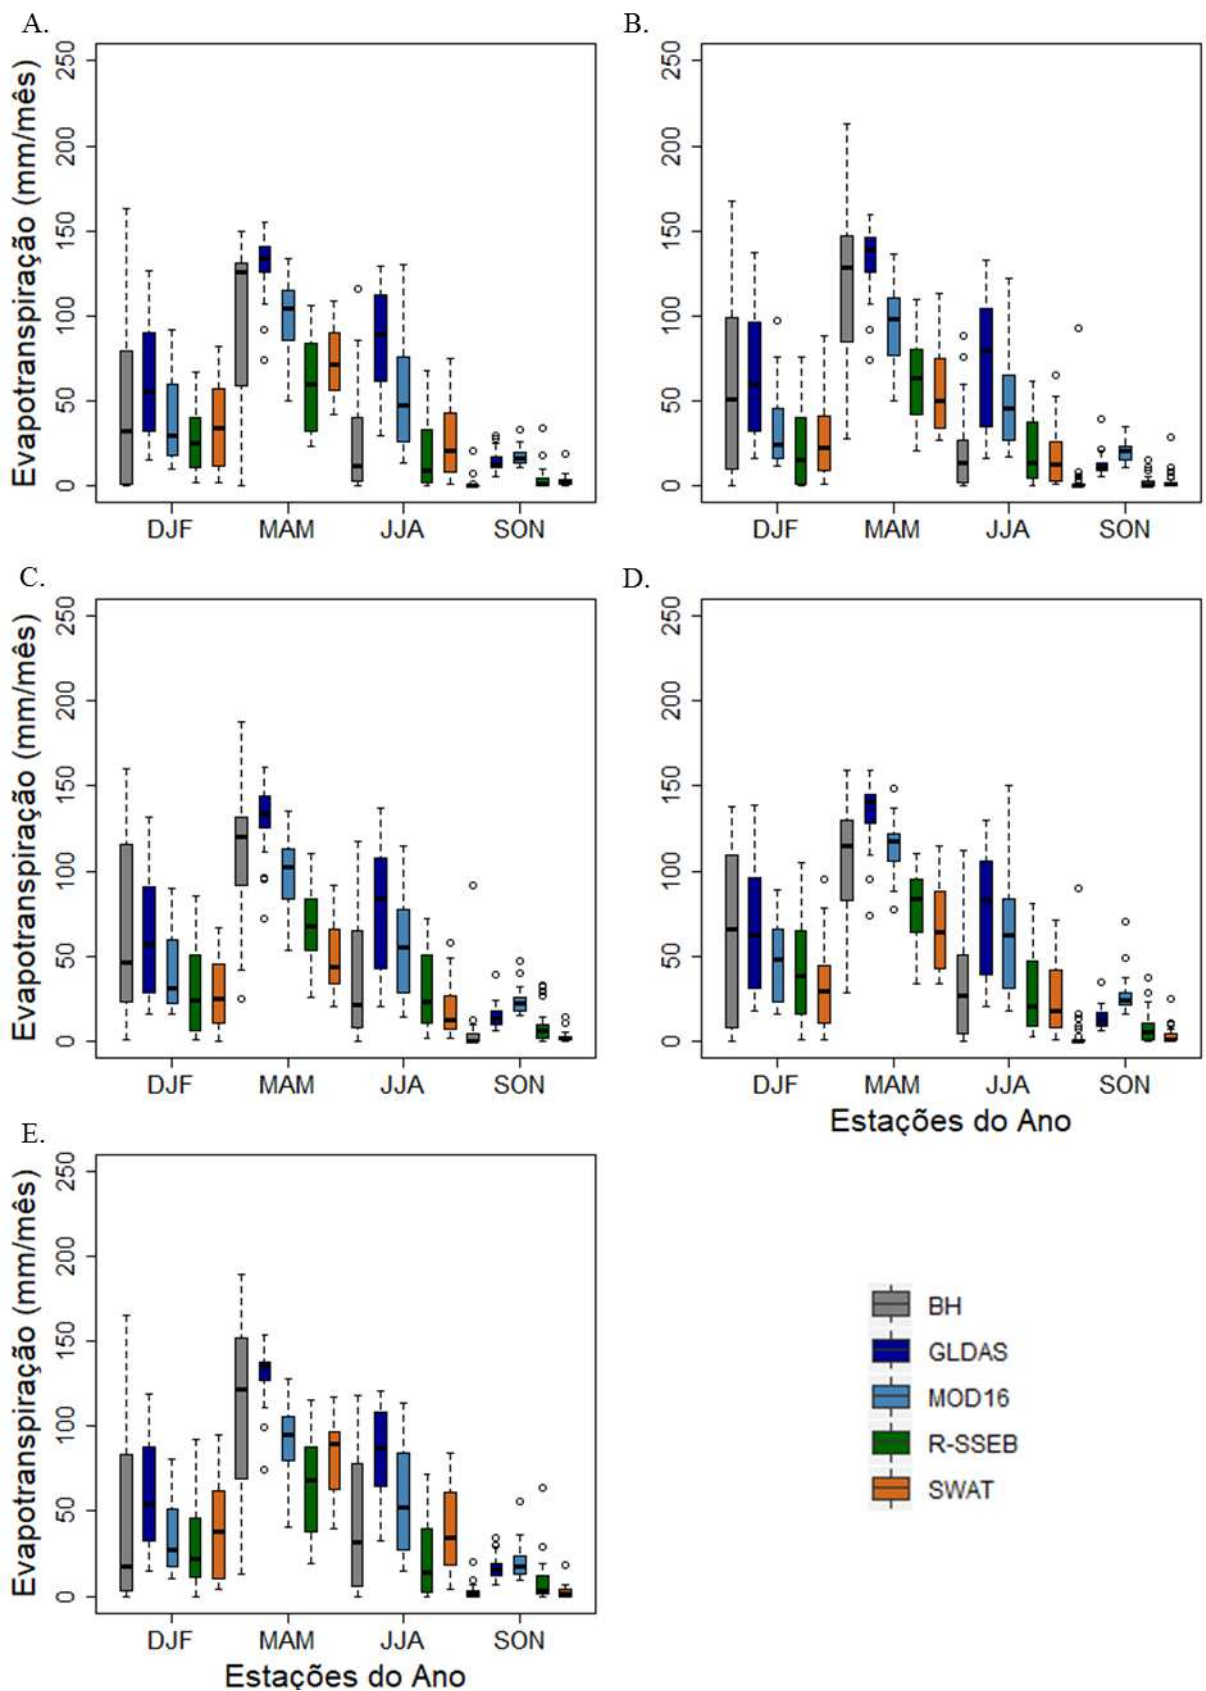 A.
Evapotranspiração (mm/mês)
250
200
150
100
50
0
DJF MAM JJA SON
B.
250
200
150
100
50
0
DJF MAM JJA SON
C.
Evapotranspiração (mm/mês)
250
200
150
100
50
0
DJF MAM JJA SON
D.
250
200
150
100
50
0
DJF MAM JJA SON
Estações do Ano
E.
Evapotranspiração (mm/mês)
250
200
150
100
50
0
DJF MAM JJA SON
Estações do Ano
BH
GLDAS
MOD16
R-SSEB
SWAT